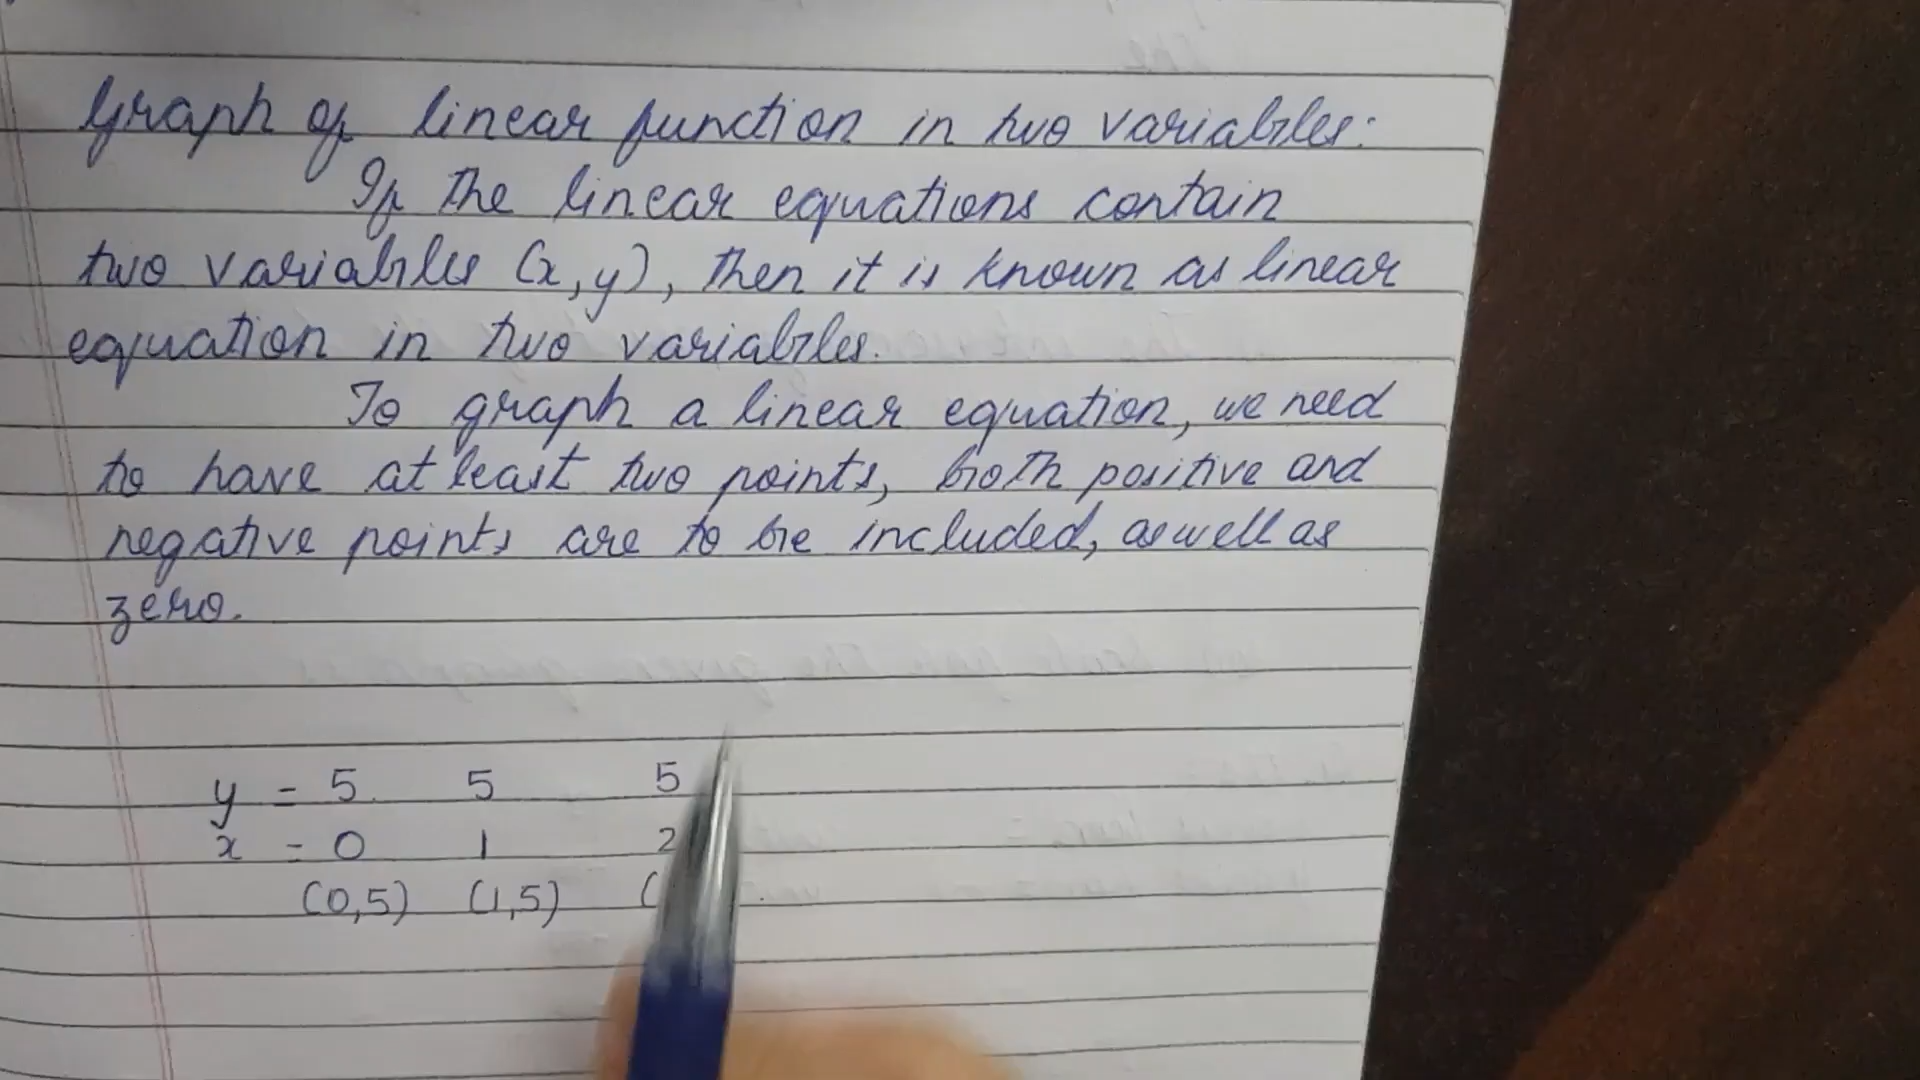 Graph of linear function in two variables:
If the linear equations contain
two variables (x,y), then it is known as linear
equation in two variables.
To graph a linear equation, we need
to have at least two points, both positive and
negative points are to be included, as well as
zero.
y = 5 5 5
x = 0 1 2
(0,5) (1,5) (